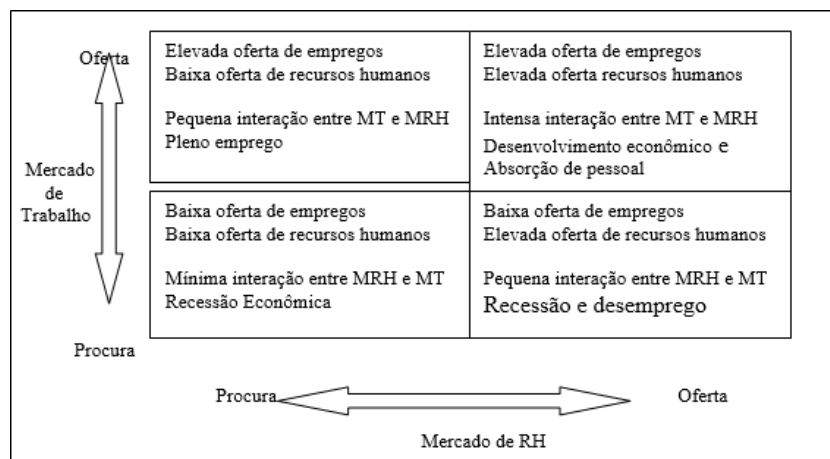 Oferta
Elevada oferta de empregos
Baixa oferta de recursos humanos
Pequena interação entre MT e MRH
Pleno emprego
Elevada oferta de empregos
Elevada oferta recursos humanos
Intensa interação entre MT e MRH
Desenvolvimento econômico e
Absorção de pessoal
Mercado
de
Trabalho
Baixa oferta de empregos
Baixa oferta de recursos humanos
Mínima interação entre MRH e MT
Recessão Econômica
Baixa oferta de empregos
Elevada oferta de recursos humanos
Pequena interação entre MRH e MT
Recessão e desemprego
Procura
Procura
Oferta
Mercado de RH